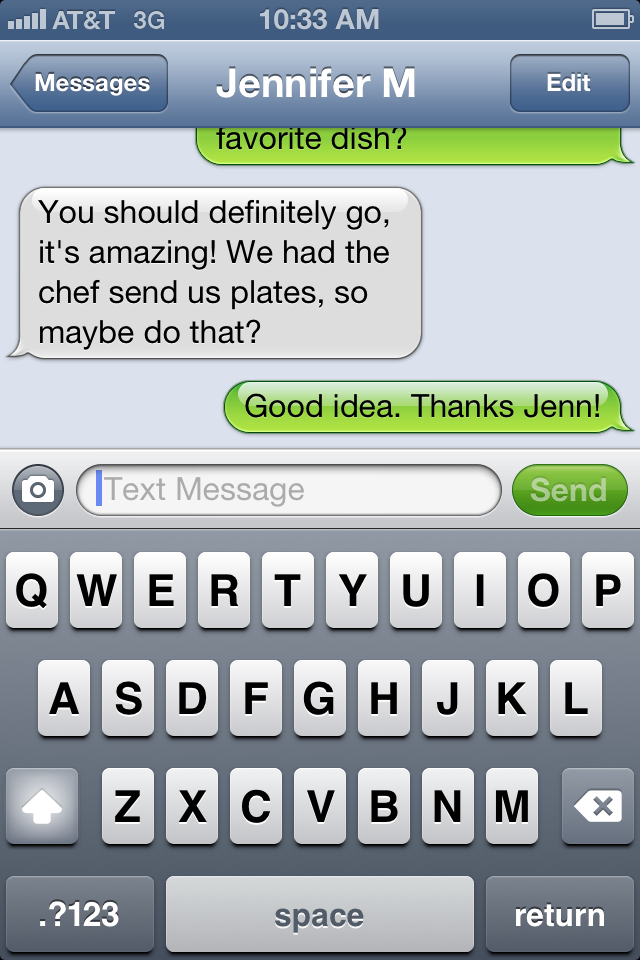 AT&T 3G 10:33 AM
Messages Jennifer M Edit
favorite dish?
You should definitely go,
it's amazing! We had the
chef send us plates, so
maybe do that?
Good idea. Thanks Jenn!
Text Message Send
Q W E R T Y U I O P
A S D F G H J K L
Z X C V B N M
.?123 space return